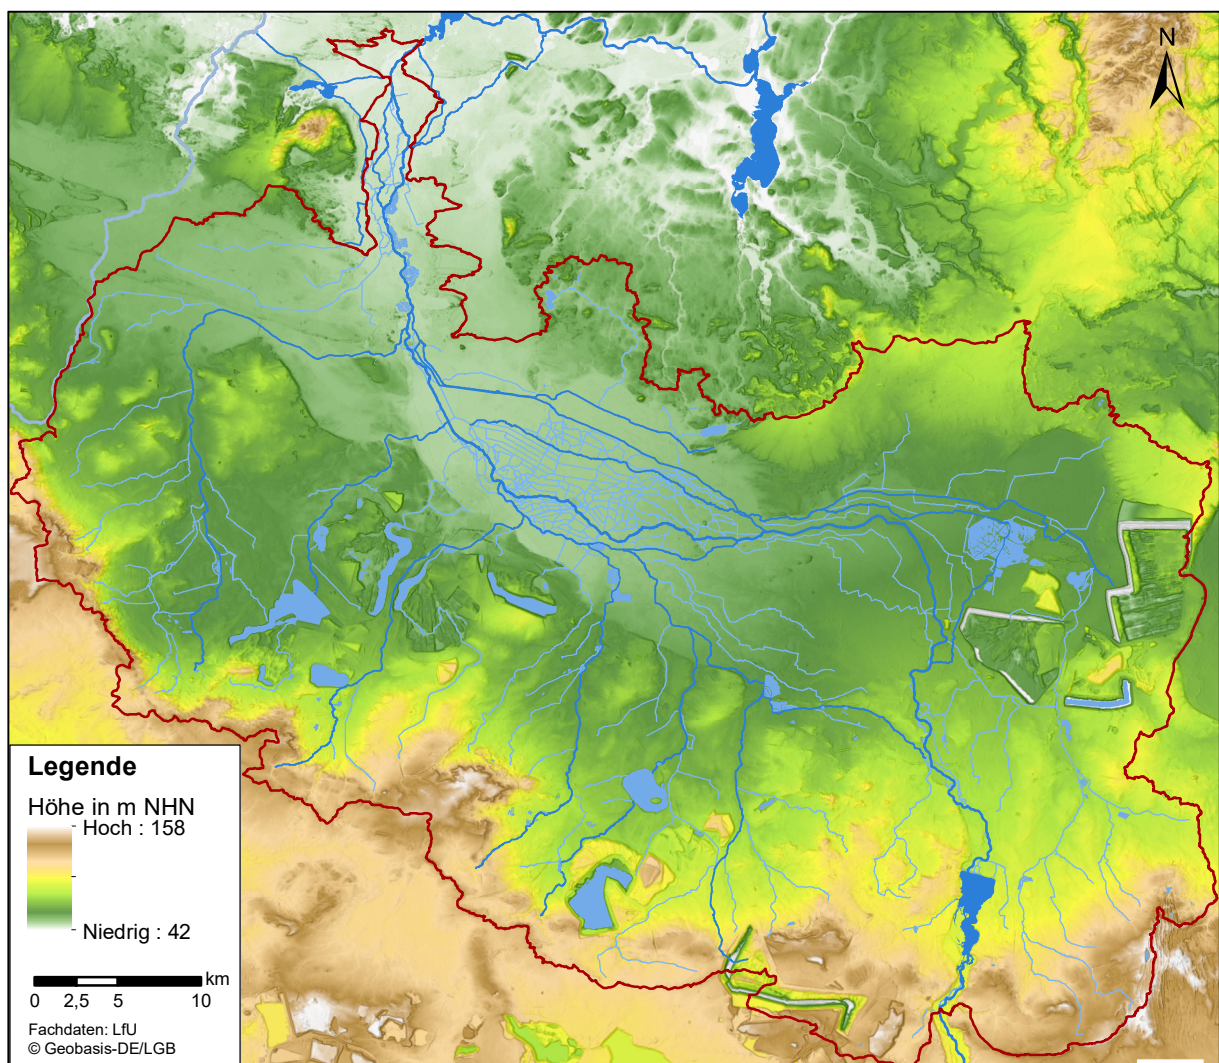 N
Legende
Höhe in m NHN
Hoch : 158
Niedrig : 42
km
0 2,5 5 10
Fachdaten: LfU
© Geobasis-DE/LGB